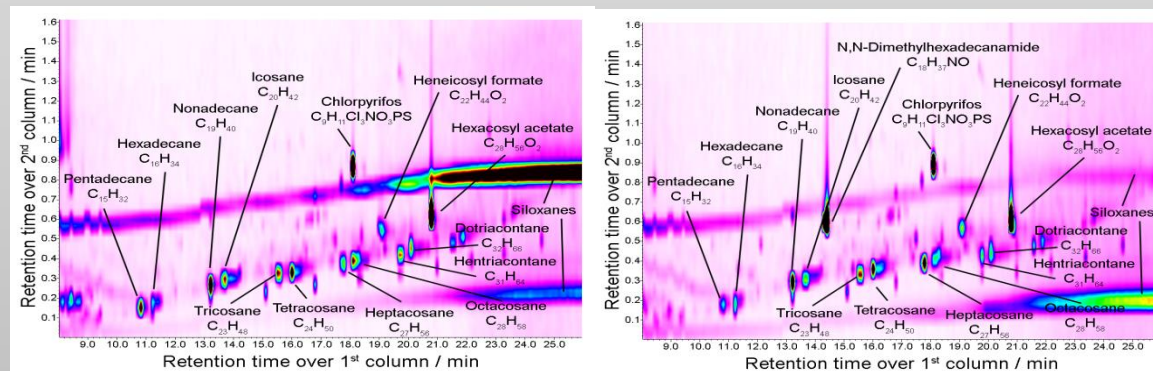 1.6
1.5
1.4
1.3
1.2
1.1
1.0
0.9
0.8
0.7
0.6
0.5
0.4
0.3
0.2
0.1
Retention time over 2nd column / min
Pentadecane
C₁₅H₃₂
Hexadecane
C₁₆H₃₄
Nonadecane
C₁₉H₄₀
Icosane
C₂₀H₄₂
Chlorpyrifos
C₉H₁₁Cl₃NO₃PS
Heneicosyl formate
C₂₂H₄₄O₂
Hexacosyl acetate
C₂₈H₅₆O₂
Siloxanes
Dotriacontane
C₃₂H₆₆
Hentriacontane
C₃₁H₆₄
Octacosane
C₂₈H₅₈
Heptacosane
C₂₇H₅₆
Tetracosane
C₂₄H₅₀
Tricosane
C₂₃H₄₈
9.0 10.0 11.0 12.0 13.0 14.0 15.0 16.0 17.0 18.0 19.0 20.0 21.0 22.0 23.0 24.0 25.0
Retention time over 1st column / min
1.6
1.5
1.4
1.3
1.2
1.1
1.0
0.9
0.8
0.7
0.6
0.5
0.4
0.3
0.2
0.1
Retention time over 2nd column / min
Pentadecane
C₁₅H₃₂
Hexadecane
C₁₆H₃₄
Nonadecane
C₁₉H₄₀
Icosane
C₂₀H₄₂
N,N-Dimethylhexadecanamide
C₁₈H₃₇NO
Chlorpyrifos
C₉H₁₁Cl₃NO₃PS
Heneicosyl formate
C₂₂H₄₄O₂
Hexacosyl acetate
C₂₈H₅₆O₂
Siloxanes
Dotriacontane
C₃₂H₆₆
Hentriacontane
C₃₁H₆₄
Octacosane
C₂₈H₅₈
Heptacosane
C₂₇H₅₆
Tetracosane
C₂₄H₅₀
Tricosane
C₂₃H₄₈
9.0 10.0 11.0 12.0 13.0 14.0 15.0 16.0 17.0 18.0 19.0 20.0 21.0 22.0 23.0 24.0 25.0
Retention time over 1st column / min